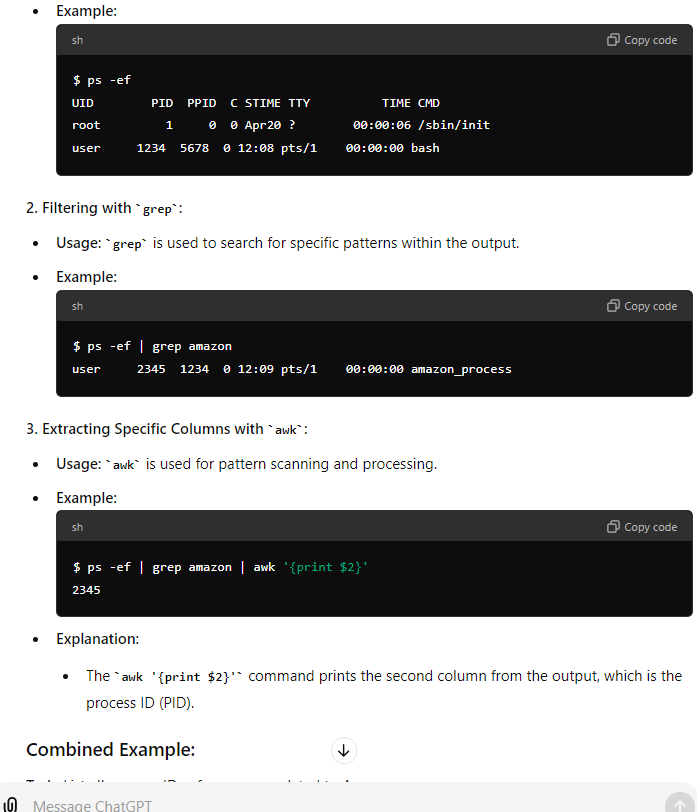 • Example:
sh Copy code
$ ps -ef
UID PID PPID C STIME TTY TIME CMD
root 1 0 0 Apr20 ? 00:00:06 /sbin/init
user 1234 5678 0 12:08 pts/1 00:00:00 bash
2. Filtering with `grep`:
• Usage: `grep` is used to search for specific patterns within the output.
• Example:
sh Copy code
$ ps -ef | grep amazon
user 2345 1234 0 12:09 pts/1 00:00:00 amazon_process
3. Extracting Specific Columns with `awk`:
• Usage: `awk` is used for pattern scanning and processing.
• Example:
sh Copy code
$ ps -ef | grep amazon | awk '{print $2}'
2345
• Explanation:
• The `awk '{print $2}'` command prints the second column from the output, which is the
process ID (PID).
Combined Example:
Message ChatGPT